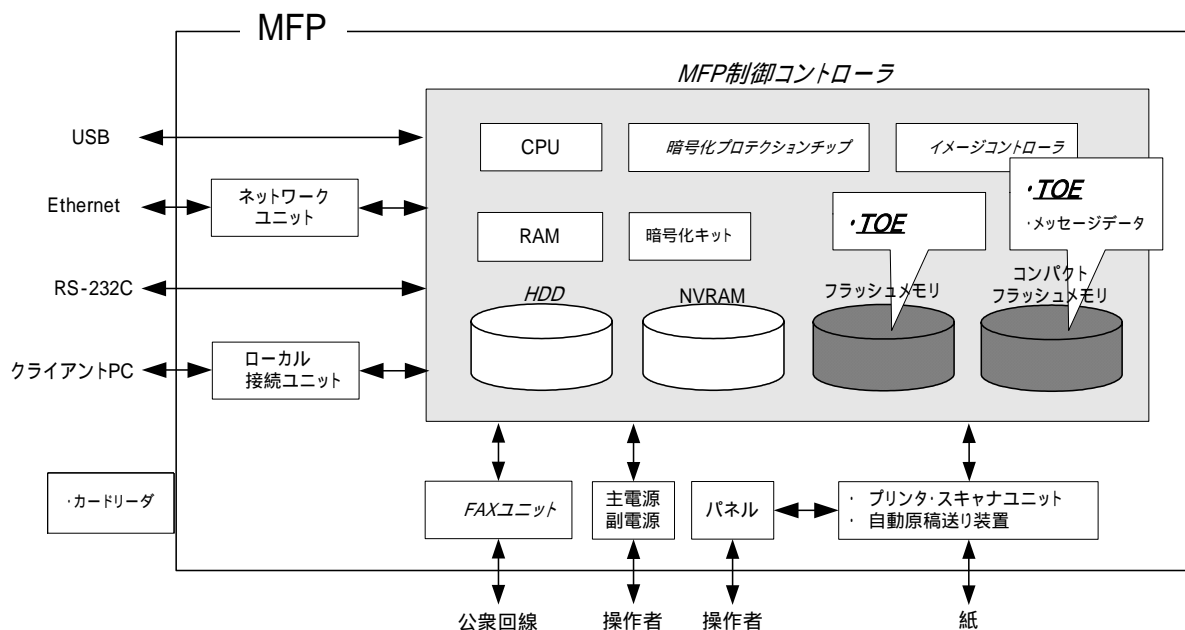 MFP
MFP制御コントローラ
USB
CPU
暗号化プロテクションチップ
イメージコントローラ
Ethernet
ネットワーク
ユニット
RAM
暗号化キット
・TOE
・TOE
・メッセージデータ
RS-232C
HDD
NVRAM
フラッシュメモリ
コンパクト
フラッシュメモリ
クライアントPC
ローカル
接続ユニット
・カードリーダ
FAXユニット
主電源
副電源
パネル
・ プリンタ・スキャナユニット
・ 自動原稿送り装置
公衆回線
操作者
操作者
紙